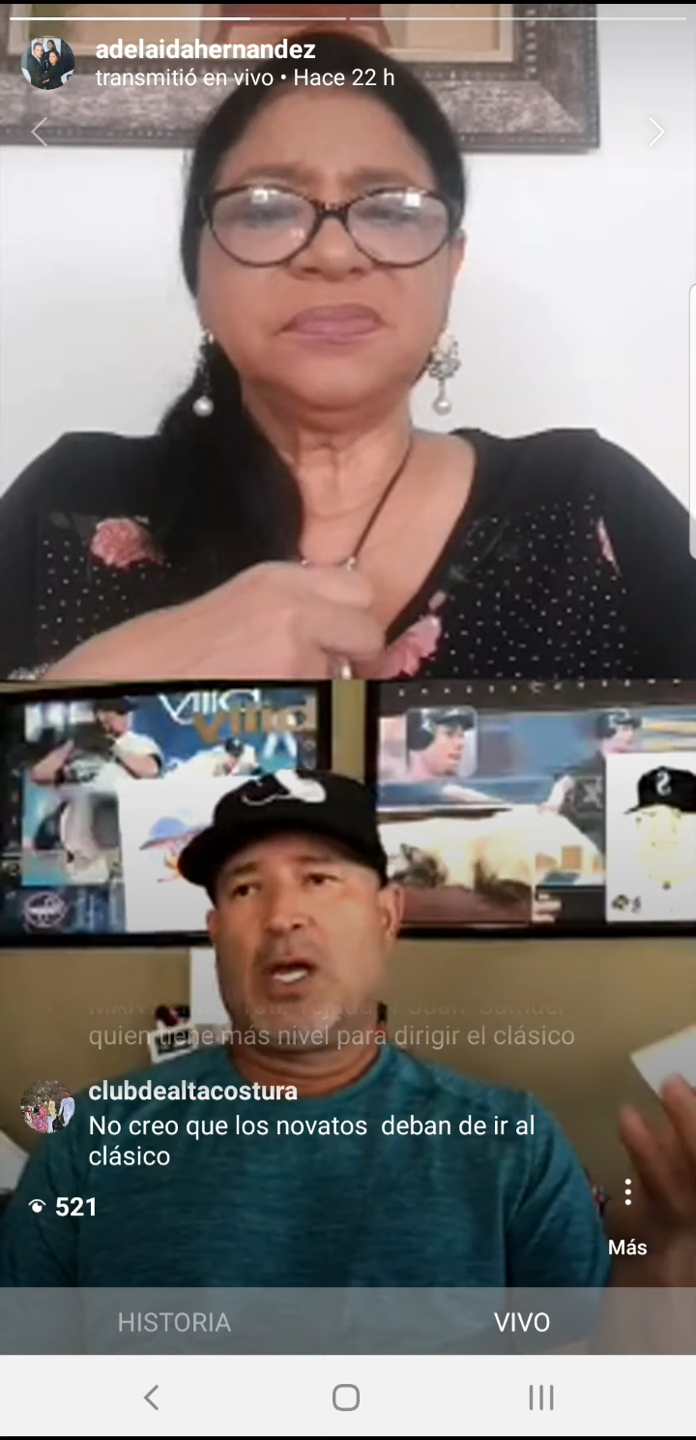 adelaidahernandez
transmitió en vivo • Hace 22 h
quien tiene más nivel para dirigir el clásico
clubdealtacostura
No creo que los novatos deban de ir al
clásico
521
Más
HISTORIA
VIVO